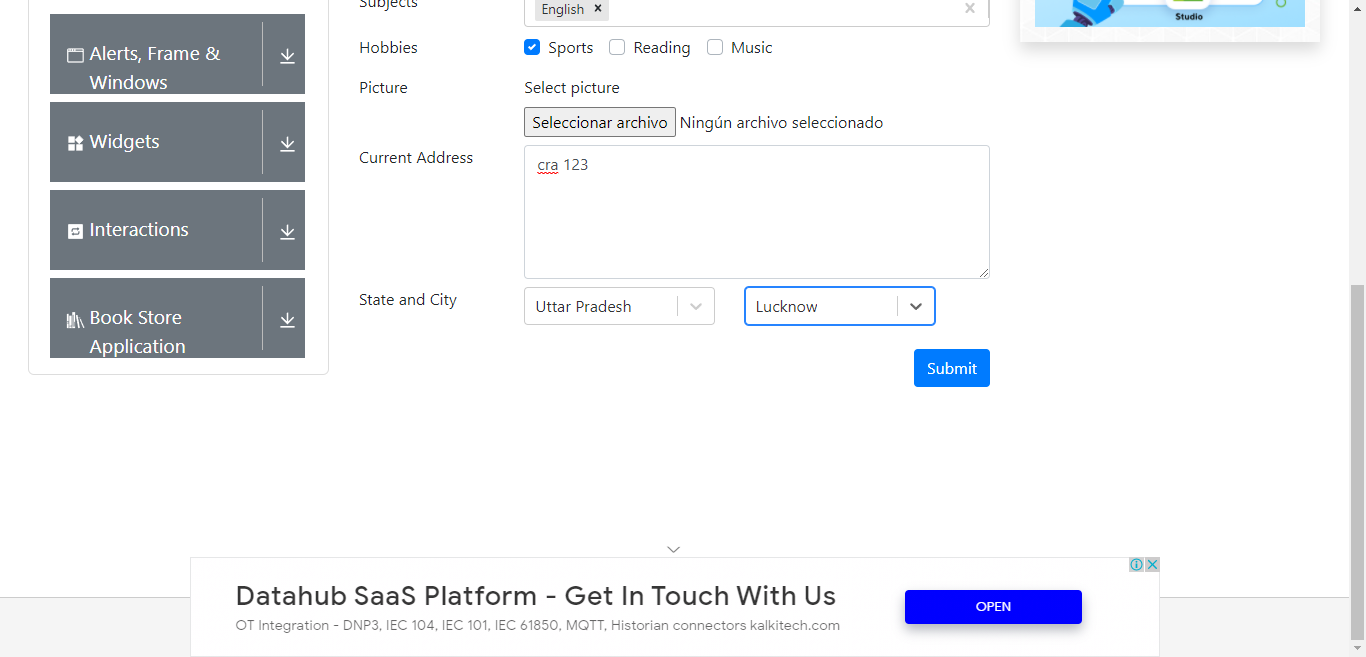 Subjects
English ×
Hobbies
Sports Reading Music
Picture
Select picture
Seleccionar archivo Ningún archivo seleccionado
Current Address
cra 123
State and City
Uttar Pradesh
Lucknow
Submit
Alerts, Frame &
Windows
Widgets
Interactions
Book Store
Application
Studio
Datahub SaaS Platform - Get In Touch With Us
OT Integration - DNP3, IEC 104, IEC 101, IEC 61850, MQTT, Historian connectors kalkitech.com
OPEN